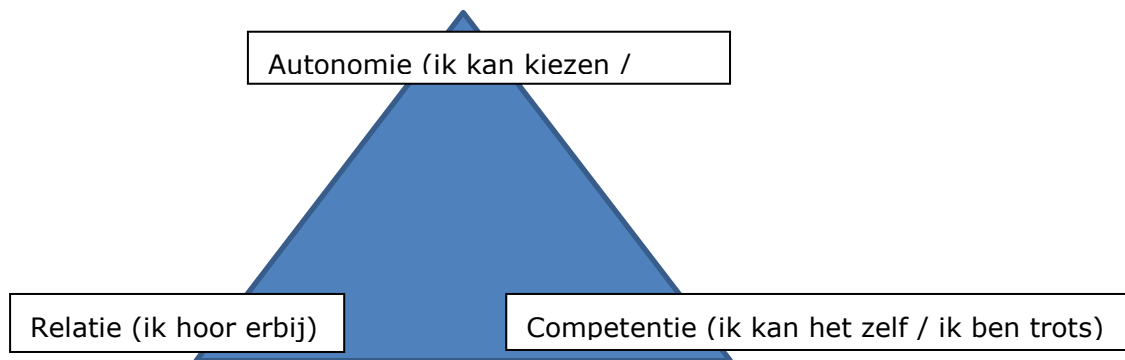 Autonomie (ik kan kiezen /
Relatie (ik hoor erbij)
Competentie (ik kan het zelf / ik ben trots)